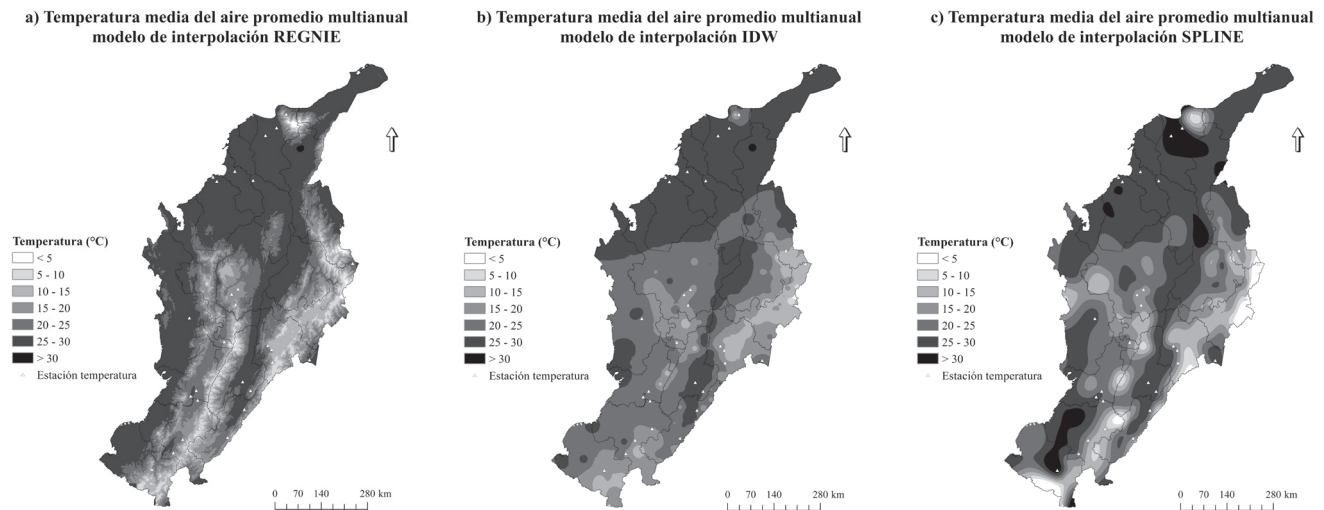 a) Temperatura media del aire promedio multianual
modelo de interpolación REGNIE
Temperatura (°C)
< 5
5 - 10
10 - 15
15 - 20
20 - 25
25 - 30
> 30
Estación temperatura
0 70 140 280 km
b) Temperatura media del aire promedio multianual
modelo de interpolación IDW
Temperatura (°C)
< 5
5 - 10
10 - 15
15 - 20
20 - 25
25 - 30
> 30
Estación temperatura
0 70 140 280 km
c) Temperatura media del aire promedio multianual
modelo de interpolación SPLINE
Temperatura (°C)
< 5
5 - 10
10 - 15
15 - 20
20 - 25
25 - 30
> 30
Estación temperatura
0 70 140 280 km